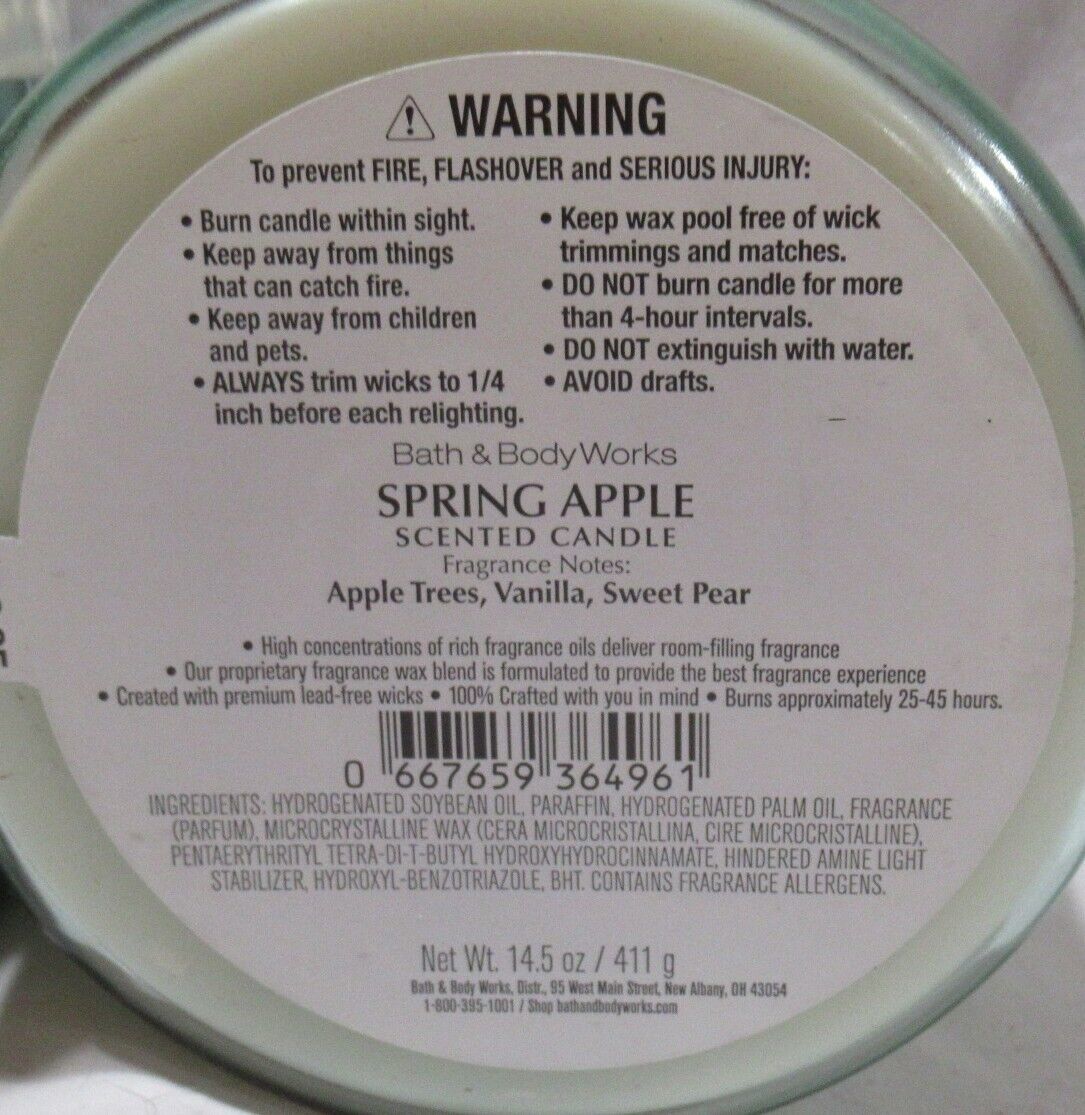 WARNING
To prevent FIRE, FLASHOVER and SERIOUS INJURY:
• Burn candle within sight.
• Keep away from things
that can catch fire.
• Keep away from children
and pets.
• ALWAYS trim wicks to 1/4
inch before each relighting.
• Keep wax pool free of wick
trimmings and matches.
• DO NOT burn candle for more
than 4-hour intervals.
• DO NOT extinguish with water.
• AVOID drafts.
Bath & Body Works
SPRING APPLE
SCENTED CANDLE
Fragrance Notes:
Apple Trees, Vanilla, Sweet Pear
• High concentrations of rich fragrance oils deliver room-filling fragrance
• Our proprietary fragrance wax blend is formulated to provide the best fragrance experience
• Created with premium lead-free wicks • 100% Crafted with you in mind • Burns approximately 25-45 hours.
0 667659 364961
INGREDIENTS: HYDROGENATED SOYBEAN OIL, PARAFFIN, HYDROGENATED PALM OIL, FRAGRANCE
(PARFUM), MICROCRYSTALLINE WAX (CERA MICROCRISTALLINA, CIRE MICROCRISTALLINE),
PENTAERYTHRITYL TETRA-DI-T-BUTYL HYDROXYHYDROCINNAMATE, HINDERED AMINE LIGHT
STABILIZER, HYDROXYL-BENZOTRIAZOLE, BHT. CONTAINS FRAGRANCE ALLERGENS.
Net Wt. 14.5 oz / 411 g
Bath & Body Works, Distr., 95 West Main Street, New Albany, OH 43054
1-800-395-1001 / Shop bathandbodyworks.com